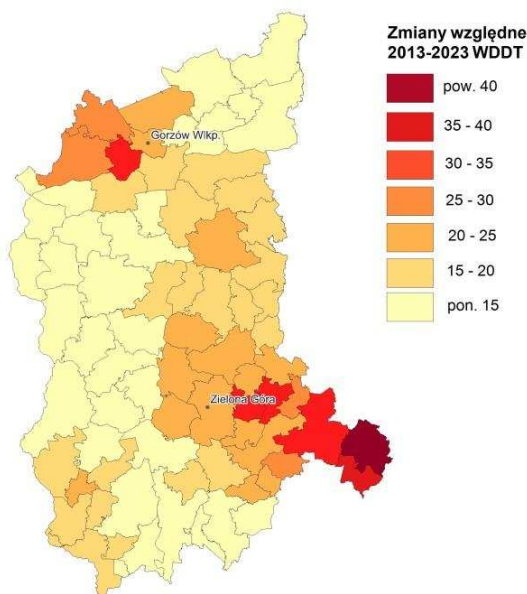 Zmiany względne
2013-2023 WDDT
pow. 40
35 - 40
30 - 35
25 - 30
20 - 25
15 - 20
pon. 15
Gorzów Wlkp.
Zielona Góra